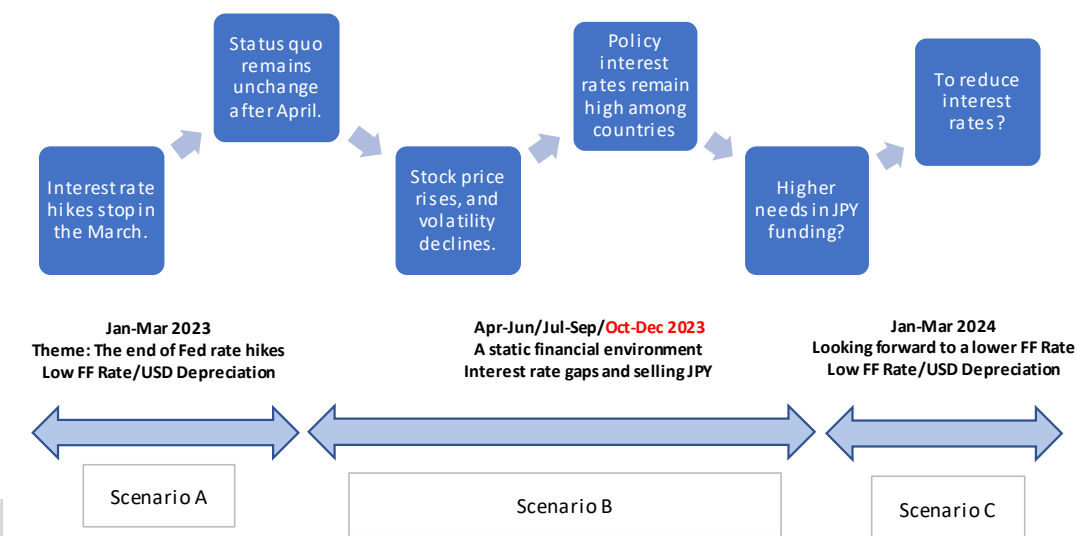 Interest rate
hikes stop in
the March.
Status quo
remains
unchange
after April.
Stock price
rises, and
volatility
declines.
Policy
interest
rates remain
high among
countries
Higher
needs in JPY
funding?
To reduce
interest
rates?
Jan-Mar 2023
Theme: The end of Fed rate hikes
Low FF Rate/USD Depreciation
Apr-Jun/Jul-Sep/Oct-Dec 2023
A static financial environment
Interest rate gaps and selling JPY
Jan-Mar 2024
Looking forward to a lower FF Rate
Low FF Rate/USD Depreciation
Scenario A
Scenario B
Scenario C